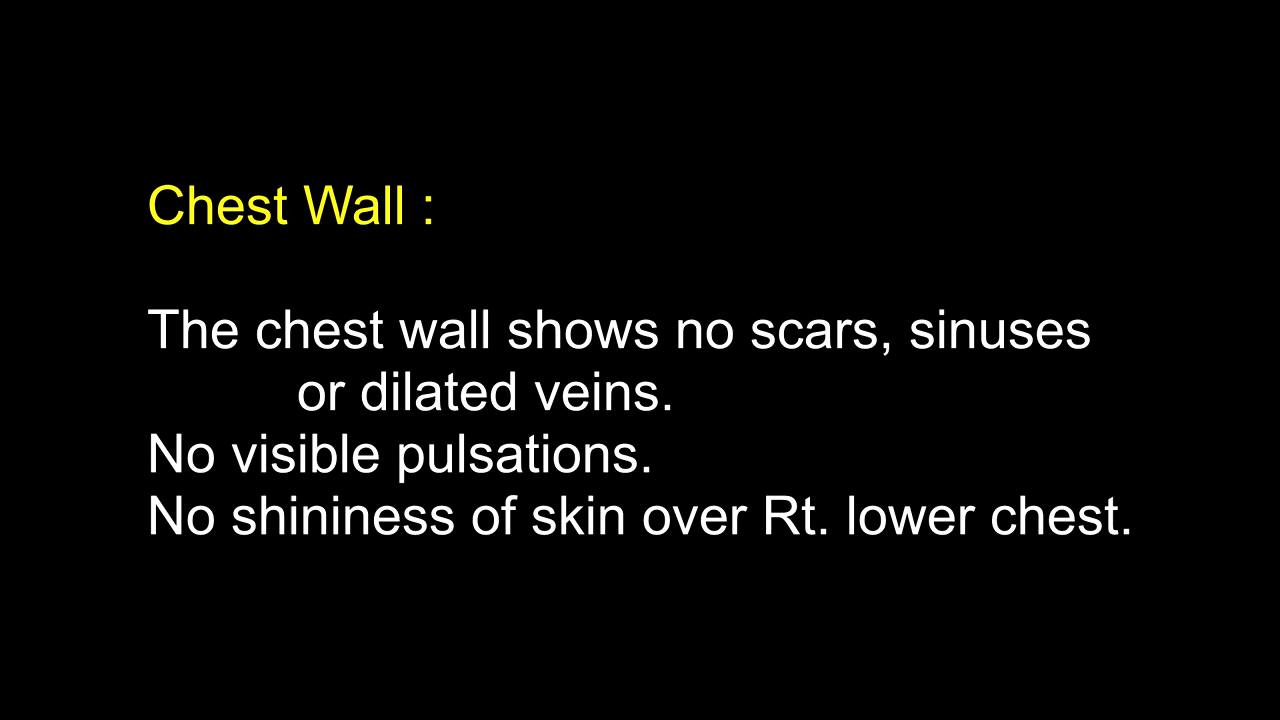 Chest Wall :
The chest wall shows no scars, sinuses
or dilated veins.
No visible pulsations.
No shininess of skin over Rt. lower chest.